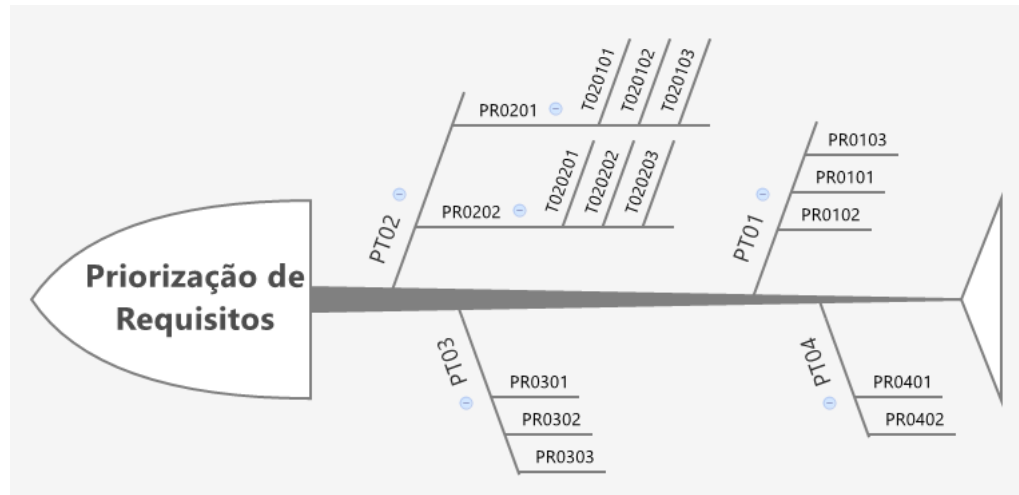 Priorização de
Requisitos
PT02
PR0201
T020101
T020102
T020103
PR0202
T020201
T020202
T020203
PT01
PR0103
PR0101
PR0102
PT03
PR0301
PR0302
PR0303
PT04
PR0401
PR0402